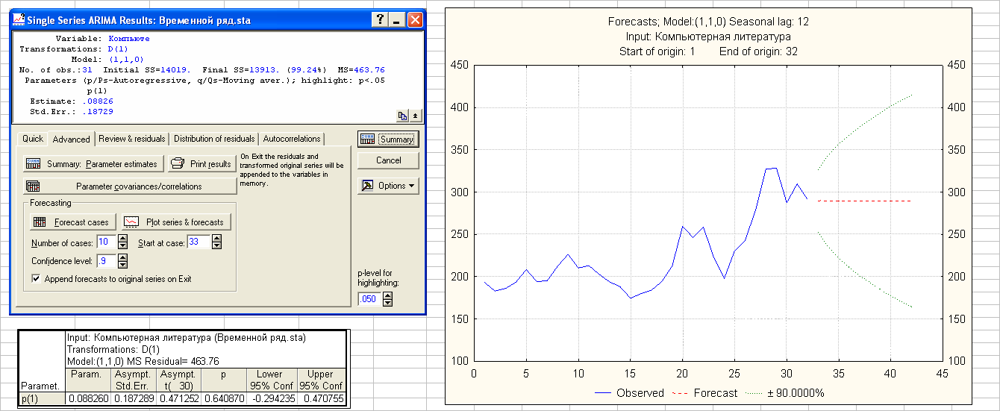 Single Series ARIMA Results: Временной ряд.sta
Variable: Компьюте
Transformations: D(1)
Model: (1,1,0)
No. of obs.:31 Initial SS=14019. Final SS=13913. (99.24%) MS=463.76
Parameters (p/Ps-Autoregressive, q/Qs-Moving aver.); highlight: p<.05
p(1)
Estimate: .08826
Std.Err.: .18729
Quick Advanced Review & residuals Distribution of residuals Autocorrelations
Summary
Cancel
Options
Summary: Parameter estimates
Print results
On Exit the residuals and
transformed original series will be
appended to the variables in
memory.
Parameter covariances/correlations
Forecasting
Forecast cases
Plot series & forecasts
Number of cases: 10 Start at case: 33
Confidence level: .9
Append forecasts to original series on Exit
p-level for
highlighting:
.050
Input: Компьютерная литература (Временной ряд.sta)
Transformations: D(1)
Model:(1,1,0) MS Residual= 463.76
Paramet. Param. Asympt. Std.Err. Asympt. t( 30) p Lower 95% Conf Upper 95% Conf
p(1) 0.088260 0.187289 0.471252 0.640870 -0.294235 0.470755
Forecasts; Model:(1,1,0) Seasonal lag: 12
Input: Компьютерная литература
Start of origin: 1 End of origin: 32
450 450
400 400
350 350
300 300
250 250
200 200
150 150
100 100
0 5 10 15 20 25 30 35 40 45
Observed Forecast ± 90.0000%